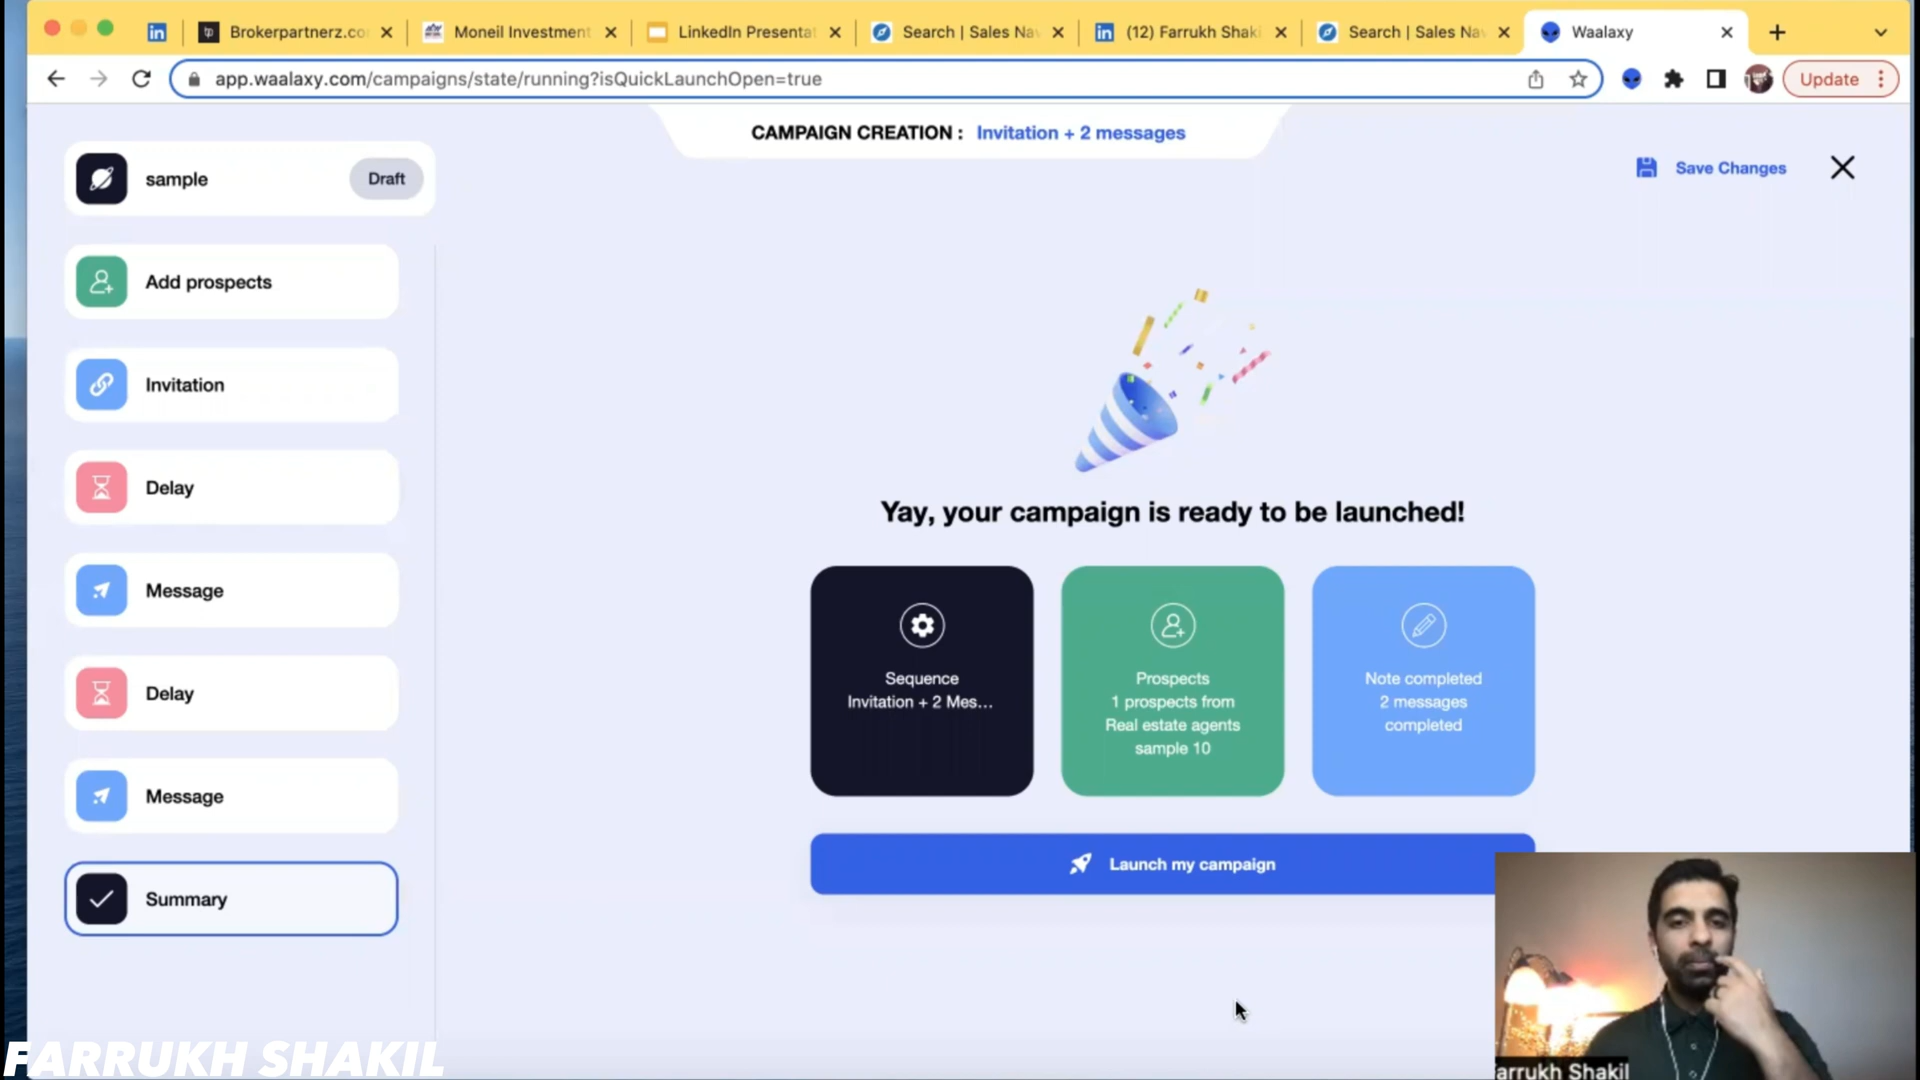 Brokerpartnerz.co
Moneil Investment
LinkedIn Presenta
Search | Sales Na
(12) Farrukh Shaki
Search | Sales Na
Waalaxy
app.waalaxy.com/campaigns/state/running?isQuickLaunchOpen=true
Update
CAMPAIGN CREATION : Invitation + 2 messages
Save Changes
sample
Draft
Add prospects
Invitation
Delay
Message
Delay
Message
Summary
Yay, your campaign is ready to be launched!
Sequence
Invitation + 2 Mes...
Prospects
1 prospects from
Real estate agents
sample 10
Note completed
2 messages
completed
Launch my campaign
FARRUKH SHAKIL
arrukh Shakil